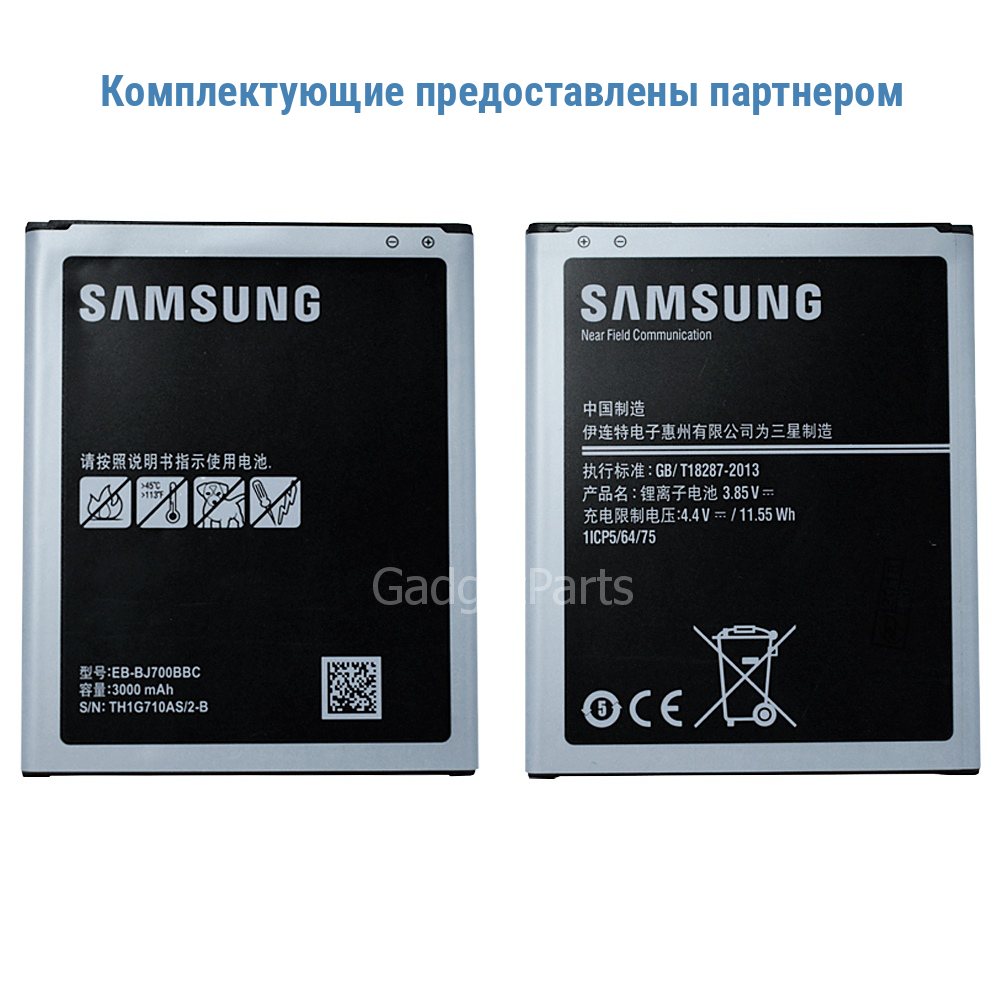 Комплектующие предоставлены партнером
SAMSUNG
请按照说明书指示使用电池.
>45°C
>113°F
型号:EB-BJ700BBC
容量:3000 mAh
S/N: TH1G710AS/2-B
SAMSUNG
Near Field Communication
中国制造
伊连特电子惠州有限公司为三星制造
执行标准: GB/T18287-2013
产品名: 锂离子电池 3.85V⎓
充电限制电压:4.4V⎓/11.55Wh
1ICP5/64/75
5 CE
GadgetParts